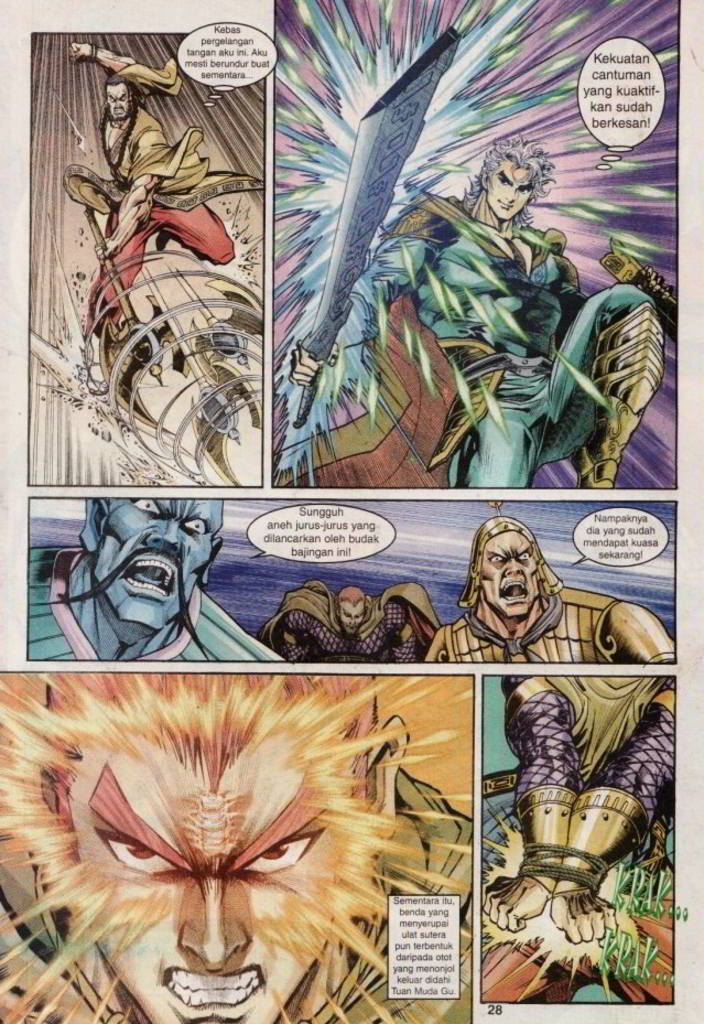 Kebas
pergelangan
tangan aku ini. Aku
mesti berundur buat
sementara...
Kekuatan
cantuman
yang kuaktif-
kan sudah
berkesan!
Sungguh
aneh jurus-jurus yang
dilancarkan oleh budak
bajingan ini!
Nampaknya
dia yang sudah
mendapat kuasa
sekarang!
Sementara itu,
benda yang
menyerupai
ulat sutera
pun terbentuk
daripada otot
yang menonjol
keluar didahi
Tuan Muda Gu.
KRIK...
KRIK...
28